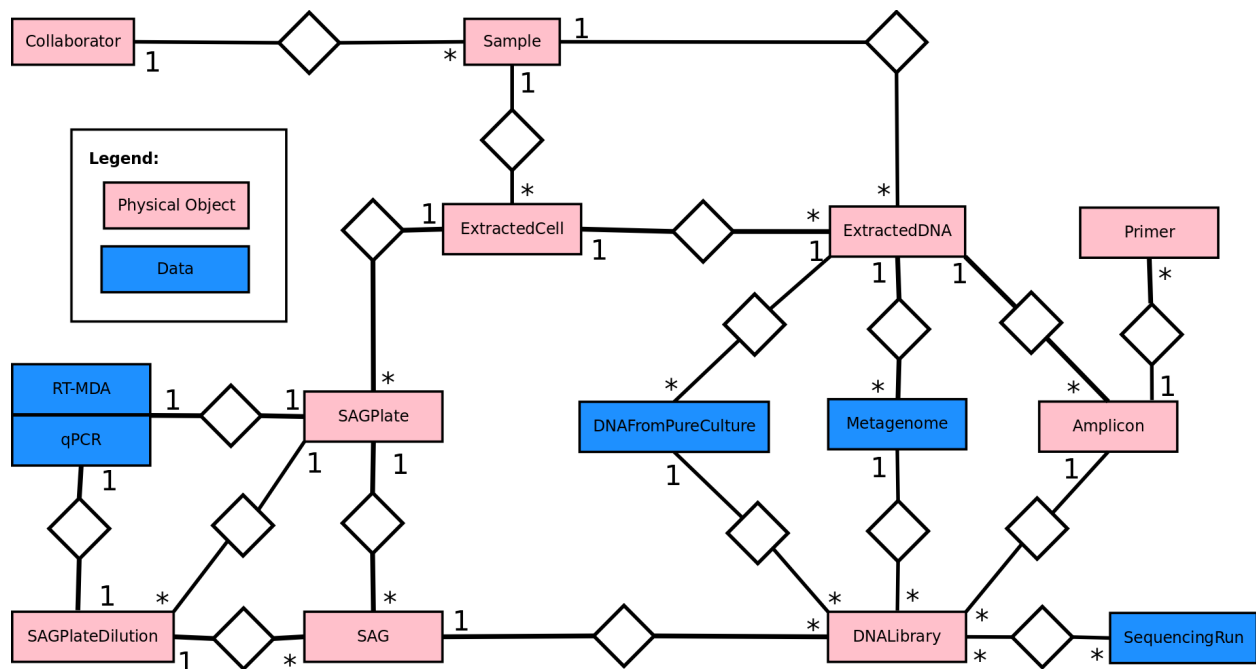 Collaborator
1
*
Sample
1
1
*
Legend:
Physical Object
Data
1
*
ExtractedCell
1
*
ExtractedDNA
1
1
1
Primer
*
1
*
*
*
*
RT-MDA
qPCR
1
1
SAGPlate
DNAFromPureCulture
Metagenome
Amplicon
1
1
1
1
1
1
1
*
*
*
*
*
SAGPlateDilution
1
*
SAG
1
*
DNALibrary
*
*
SequencingRun